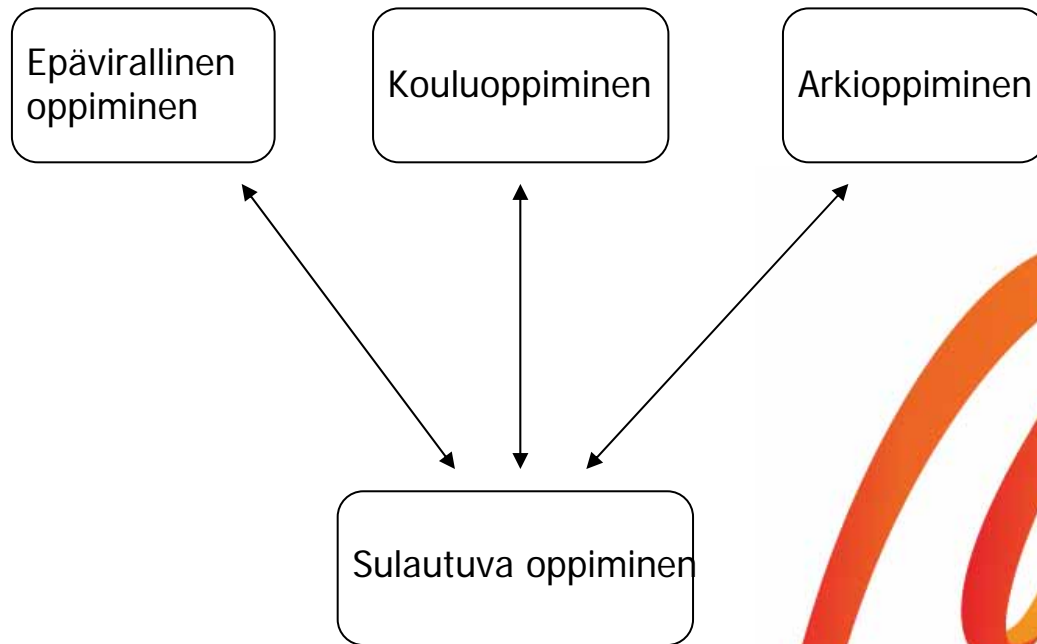 Epävirallinen
oppiminen
Kouluoppiminen
Arkioppiminen
Sulautuva oppiminen